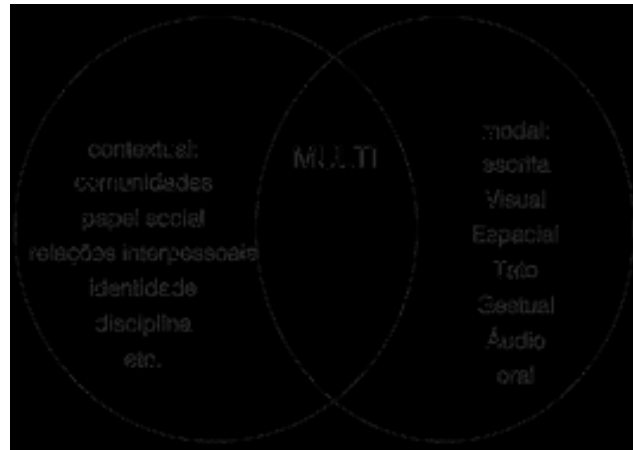 contextual:
comunidades
papel social
relações interpessoais
identidade
disciplina
etc.
MULTI
modal:
escrita
Visual
Espacial
Tato
Gestual
Áudio
oral